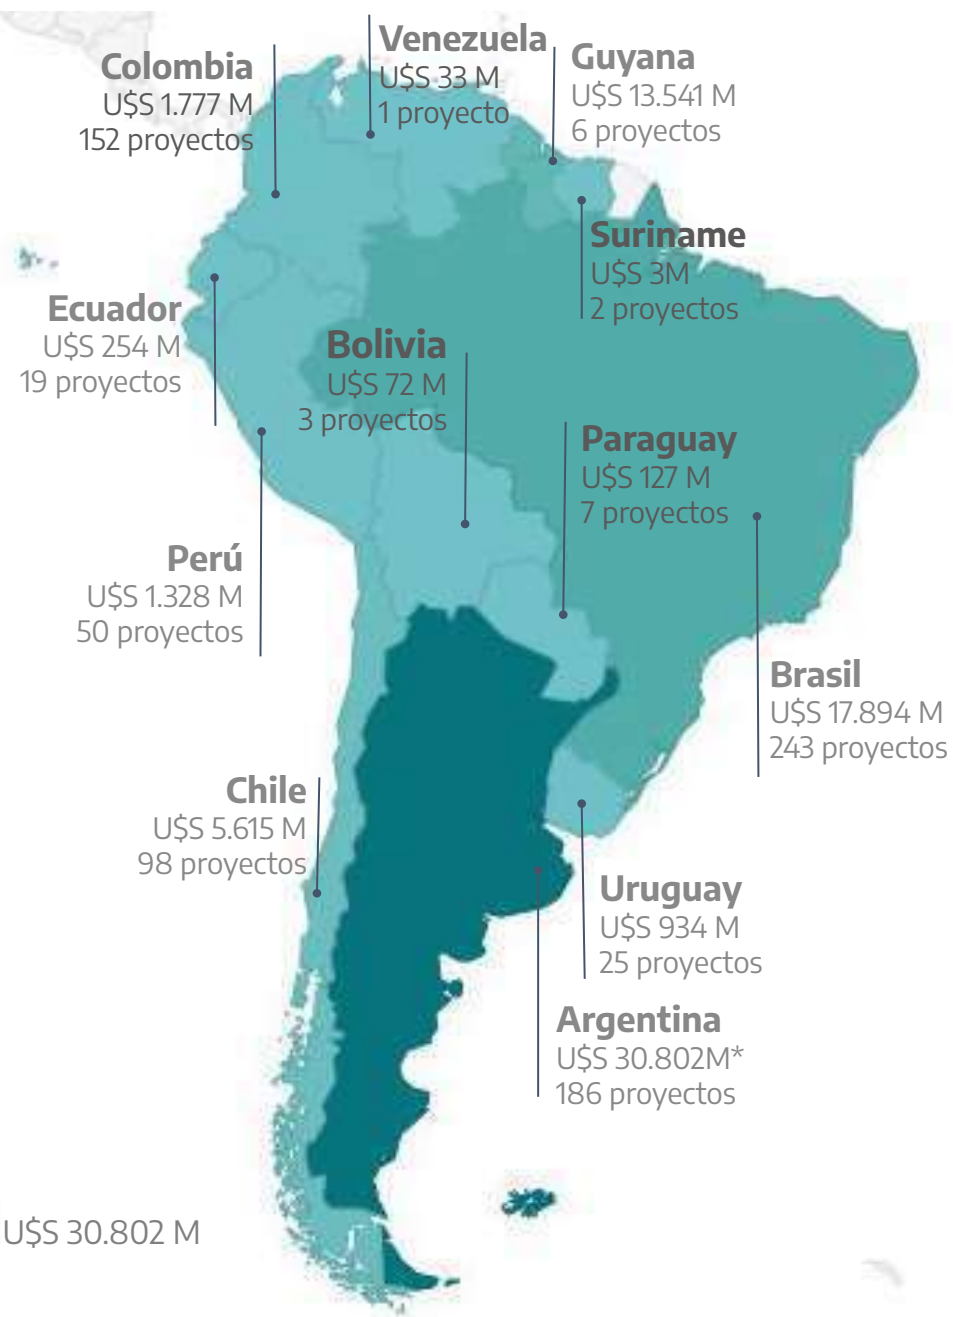 Venezuela
U$S 33 M
1 proyecto
Colombia
U$S 1.777 M
152 proyectos
Guyana
U$S 13.541 M
6 proyectos
Suriname
U$S 3M
2 proyectos
Ecuador
U$S 254 M
19 proyectos
Bolivia
U$S 72 M
3 proyectos
Paraguay
U$S 127 M
7 proyectos
Perú
U$S 1.328 M
50 proyectos
Brasil
U$S 17.894 M
243 proyectos
Chile
U$S 5.615 M
98 proyectos
Uruguay
U$S 934 M
25 proyectos
Argentina
U$S 30.802M*
186 proyectos
U$S 30.802 M